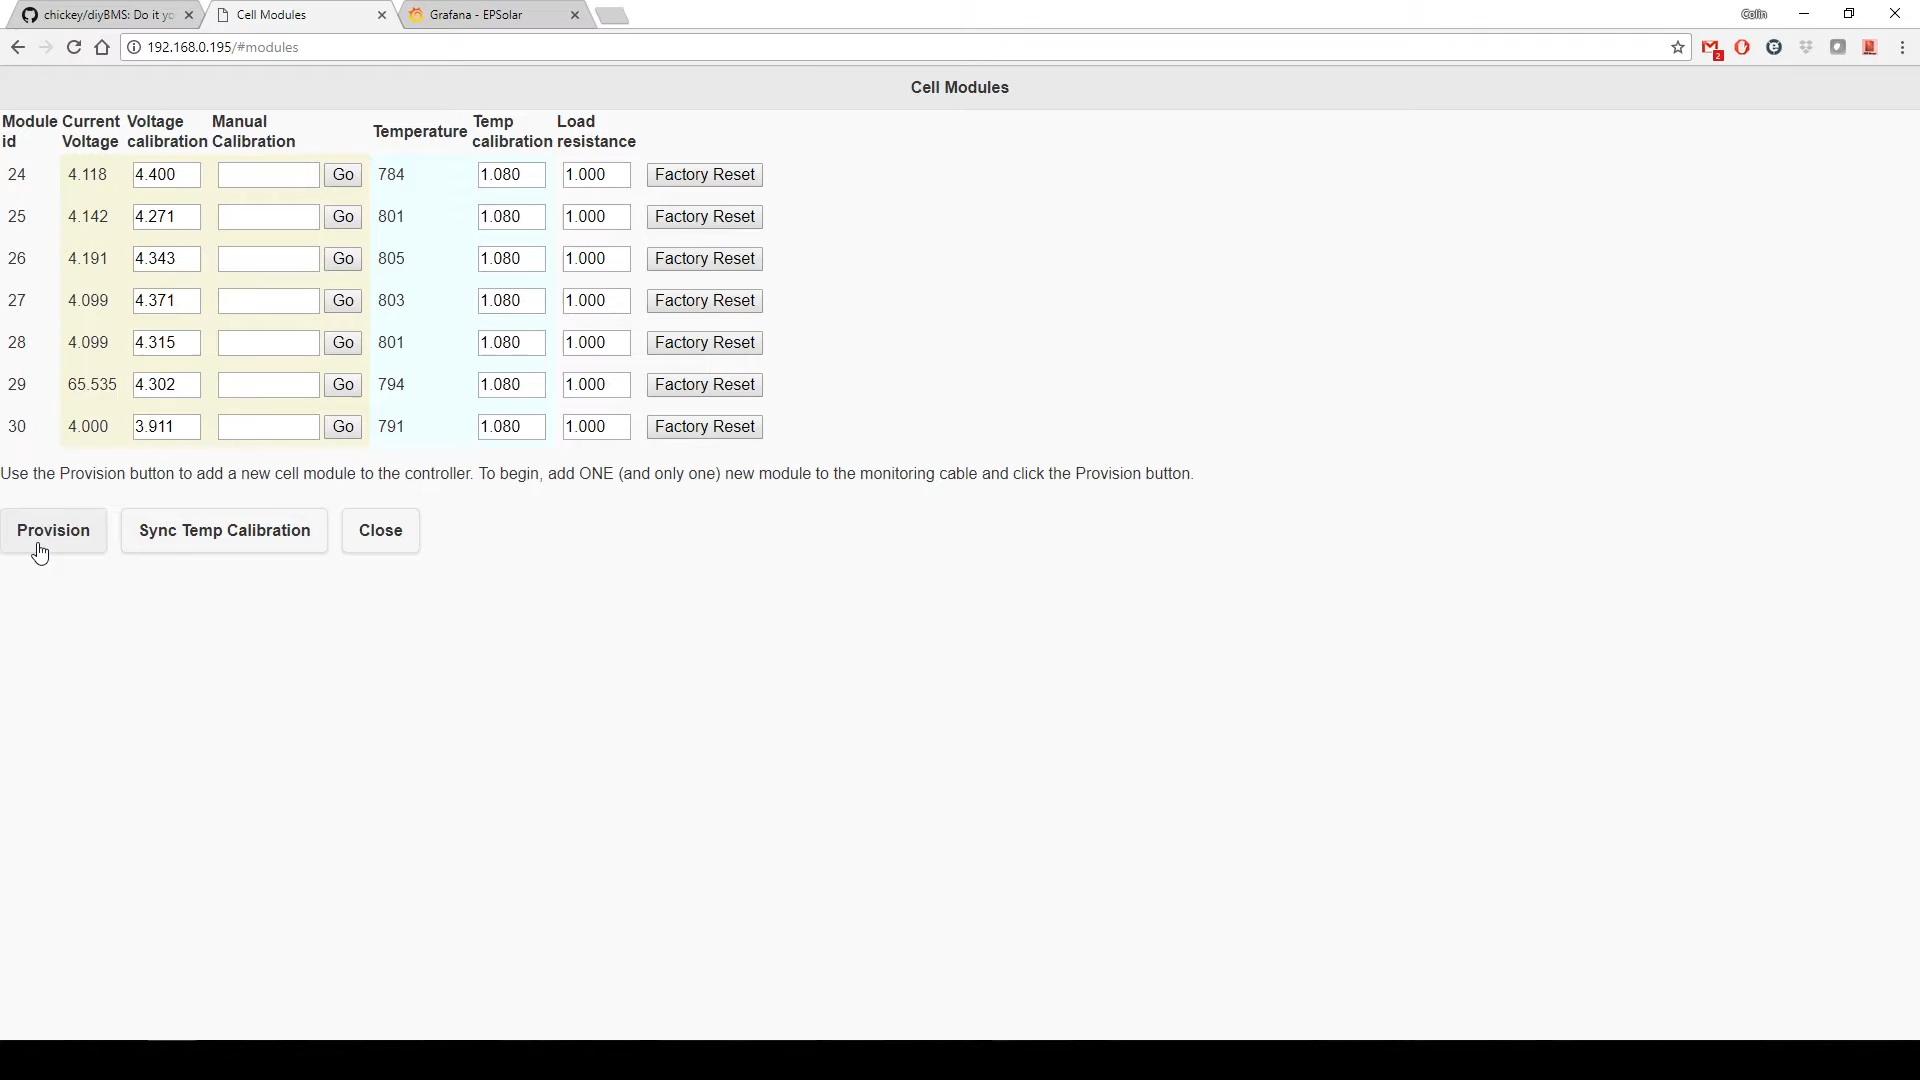 chickey/diyBMS: Do it yo
Cell Modules
Grafana - EPSolar
Colin
192.168.0.195/#modules
2
Cell Modules
Module id Current Voltage Voltage calibration Manual Calibration Temperature Temp calibration Load resistance
24 4.118 4.400 Go 784 1.080 1.000 Factory Reset
25 4.142 4.271 Go 801 1.080 1.000 Factory Reset
26 4.191 4.343 Go 805 1.080 1.000 Factory Reset
27 4.099 4.371 Go 803 1.080 1.000 Factory Reset
28 4.099 4.315 Go 801 1.080 1.000 Factory Reset
29 65.535 4.302 Go 794 1.080 1.000 Factory Reset
30 4.000 3.911 Go 791 1.080 1.000 Factory Reset
Use the Provision button to add a new cell module to the controller. To begin, add ONE (and only one) new module to the monitoring cable and click the Provision button.
Provision Sync Temp Calibration Close